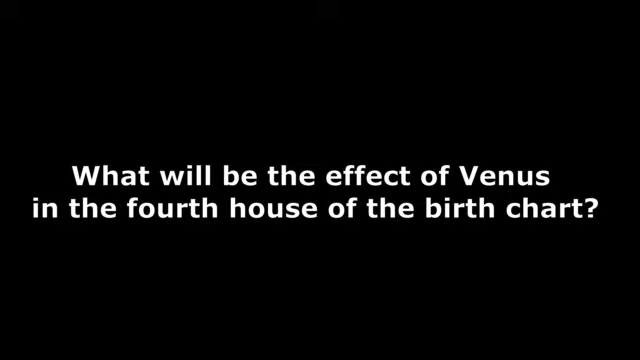 What will be the effect of Venus
in the fourth house of the birth chart?